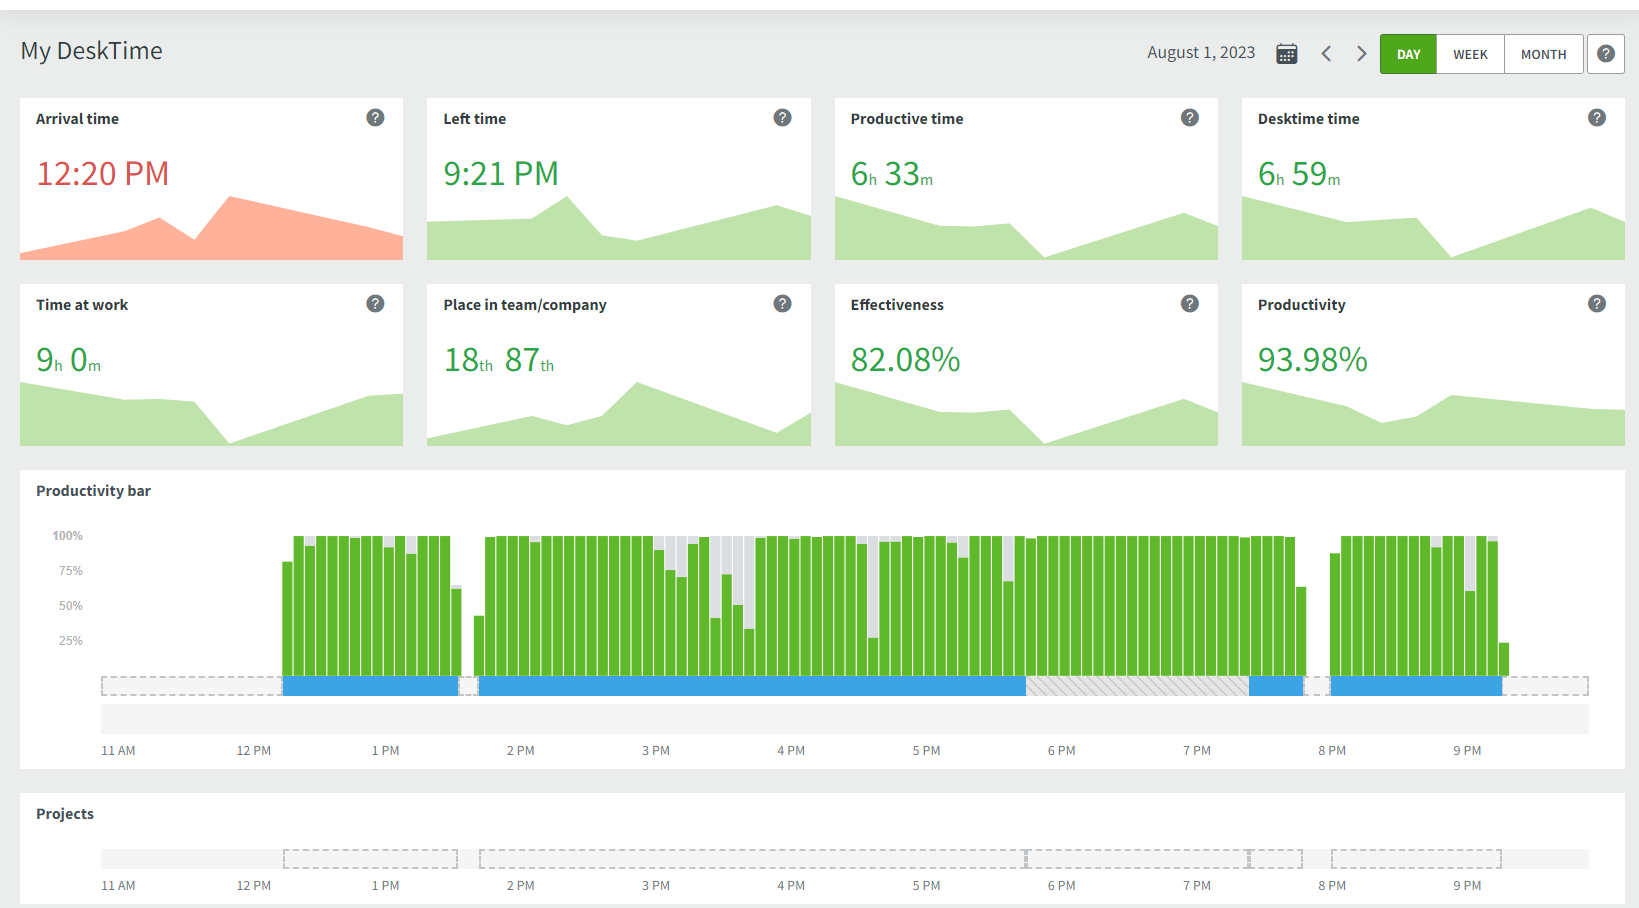 My DeskTime
August 1, 2023
DAY WEEK MONTH ?
Arrival time ?
12:20 PM
Left time ?
9:21 PM
Productive time ?
6h 33m
Desktime time ?
6h 59m
Time at work ?
9h 0m
Place in team/company ?
18th 87th
Effectiveness ?
82.08%
Productivity ?
93.98%
Productivity bar
100%
75%
50%
25%
11 AM 12 PM 1 PM 2 PM 3 PM 4 PM 5 PM 6 PM 7 PM 8 PM 9 PM
Projects
11 AM 12 PM 1 PM 2 PM 3 PM 4 PM 5 PM 6 PM 7 PM 8 PM 9 PM